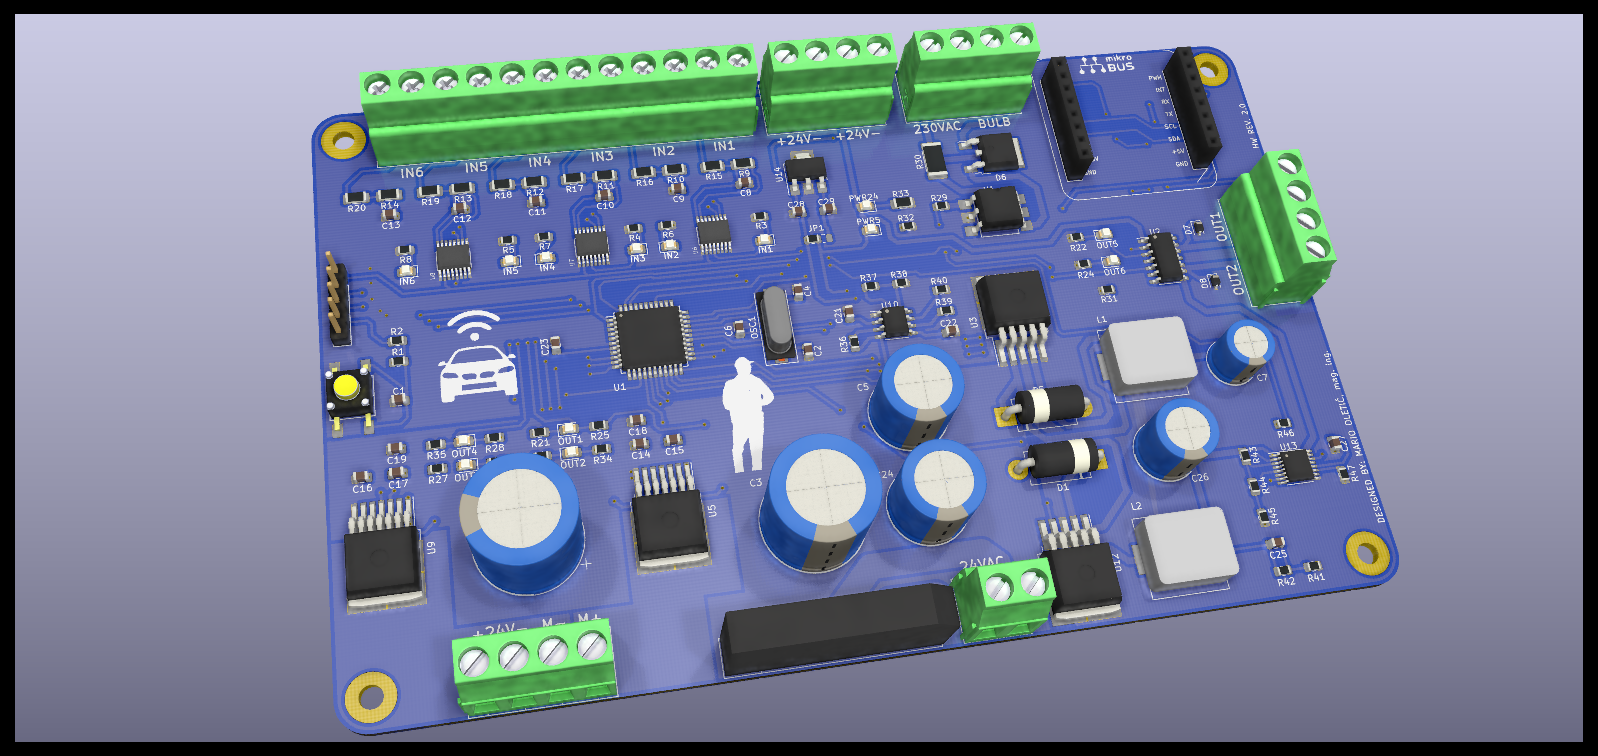 mikro
BUS
PWM
INT
RX
TX
SCL
SDA
+5V
GND
HW REV. 2.0
IN6
IN5
IN4
IN3
IN2
IN1
+24V-
+24V-
230VAC
BULB
R20
R14
R19
R13
R18
R12
R17
R11
R16
R10
R15
R9
C13
C12
C11
C10
C9
C8
U14
R30
D6
C28
C29
PWR24
R33
R29
PWR5
R32
JP1
R8
R5
R7
R4
R6
R3
IN6
IN5
IN4
IN3
IN2
IN1
R22
OUT5
R24
OUT6
R31
D7
D8
OUT1
OUT2
R37
R38
R40
R39
C4
C6
OSC1
C2
C21
U10
C22
R36
U3
L1
C7
R2
R1
C1
C23
U1
C5
C3
D1
R46
U13
R43
R44
R45
R47
C26
L2
C25
R42
R41
C19
R35
OUT4
R28
R21
OUT1
R25
C18
C16
C17
R27
OUT2
R34
C14
C15
U9
U5
U12
24VAC
+24V-
M-
M+
+
DESIGNED BY: MARIO OLETIĆ, mag. ing.